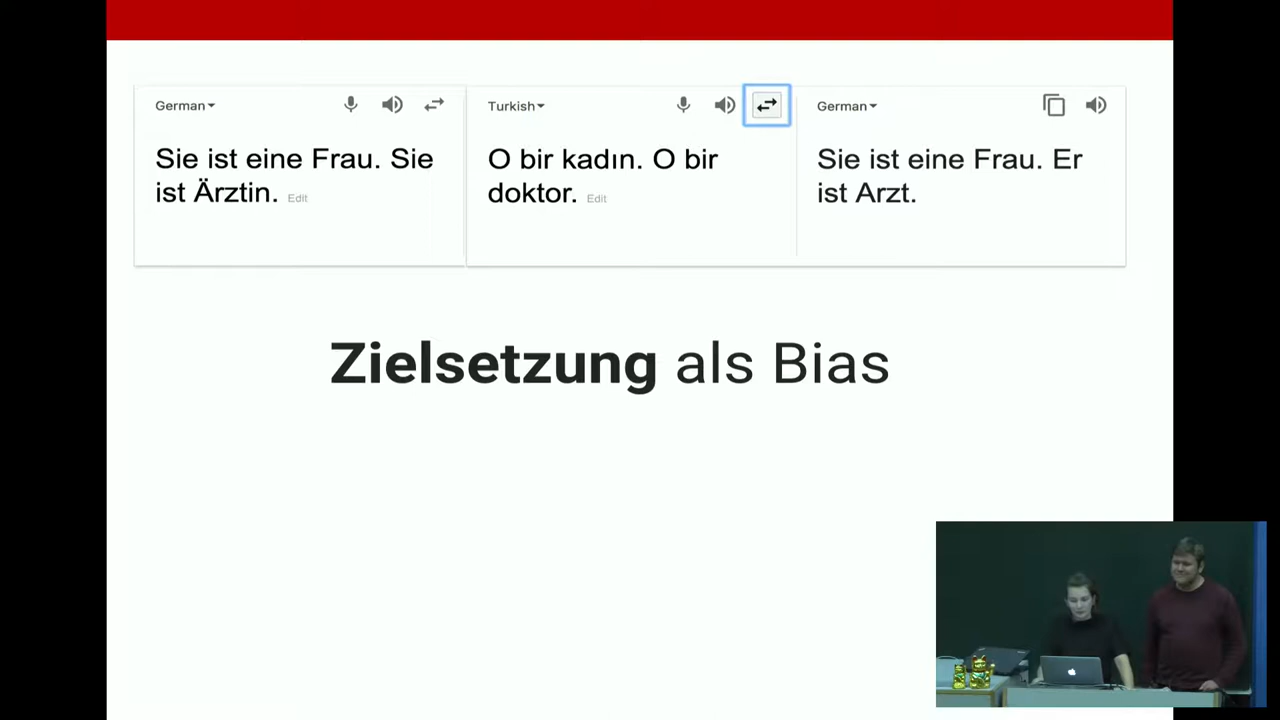 German
Sie ist eine Frau. Sie
ist Ärztin. Edit
Turkish
O bir kadın. O bir
doktor. Edit
German
Sie ist eine Frau. Er
ist Arzt.
Zielsetzung als Bias